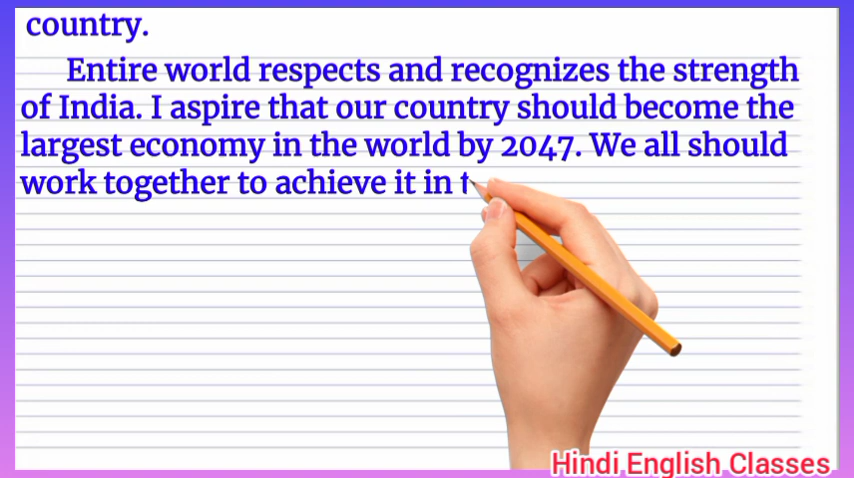 country.
Entire world respects and recognizes the strength
of India. I aspire that our country should become the
largest economy in the world by 2047. We all should
work together to achieve it in
Hindi English Classes